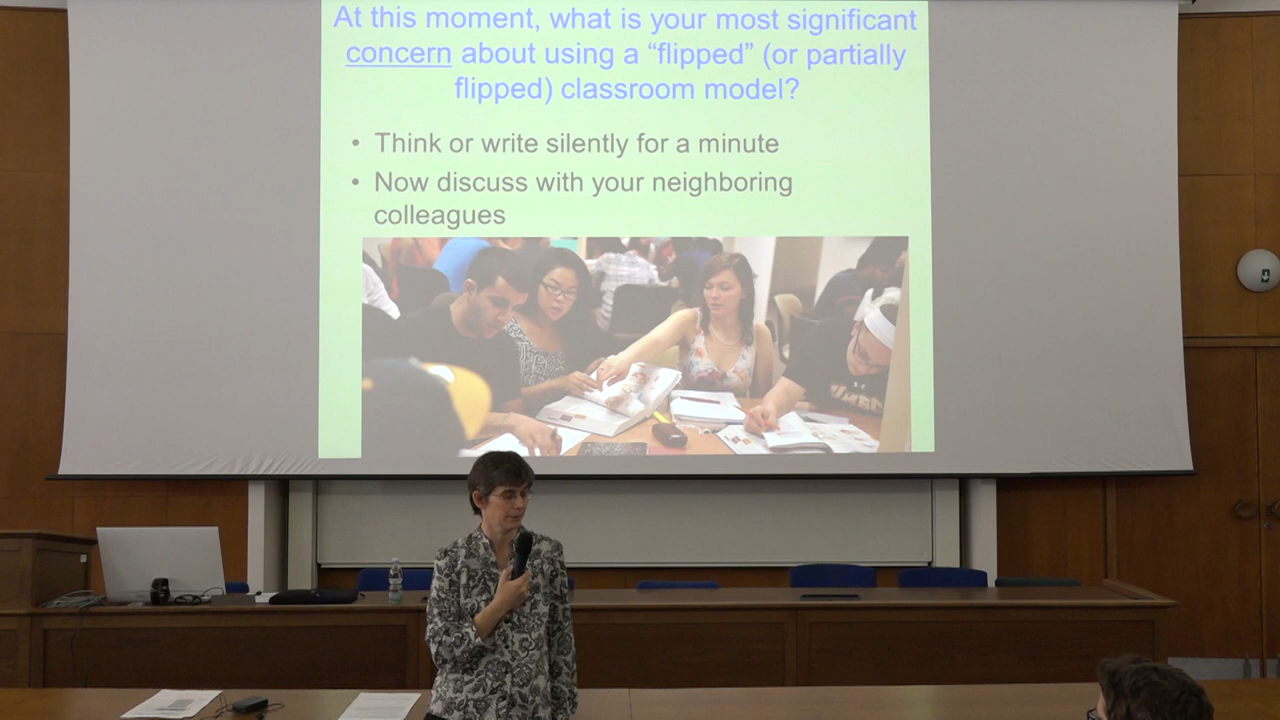 At this moment, what is your most significant
concern about using a “flipped” (or partially
flipped) classroom model?
• Think or write silently for a minute
• Now discuss with your neighboring
colleagues
UMBC